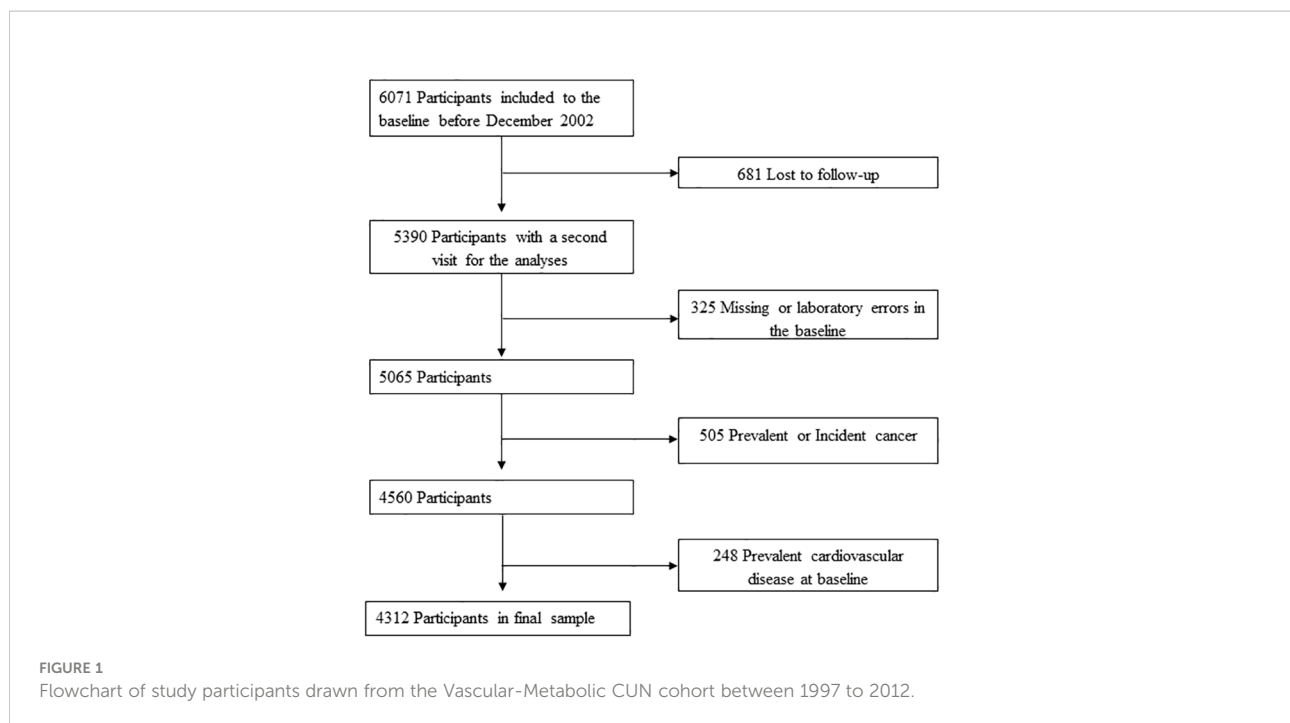 6071 Participants included to the
baseline before December 2002
681 Lost to follow-up
5390 Participants with a second
visit for the analyses
325 Missing or laboratory errors in
the baseline
5065 Participants
505 Prevalent or Incident cancer
4560 Participants
248 Prevalent cardiovascular
disease at baseline
4312 Participants in final sample
FIGURE 1
Flowchart of study participants drawn from the Vascular-Metabolic CUN cohort between 1997 to 2012.